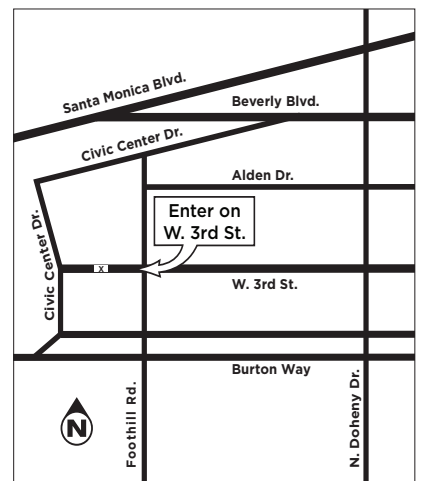 Santa Monica Blvd.
Beverly Blvd.
Civic Center Dr.
Alden Dr.
Enter on
W. 3rd St.
Civic Center Dr.
X
W. 3rd St.
Burton Way
Foothill Rd.
N. Doheny Dr.
N